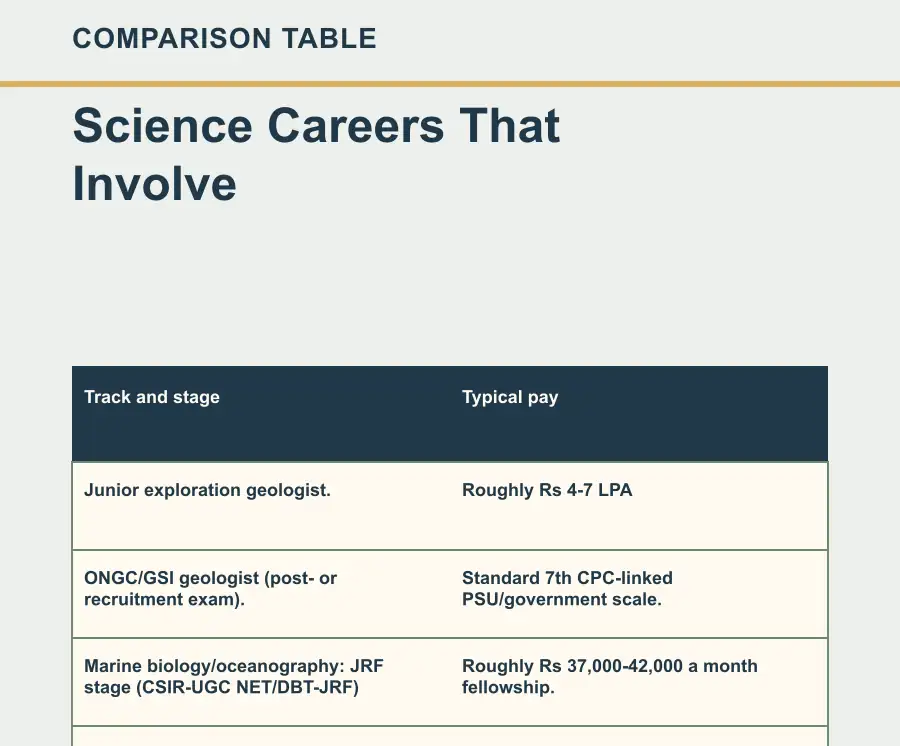 COMPARISON TABLE
Science Careers That
Involve
Track and stage
Typical pay
Junior exploration geologist.
Roughly Rs 4-7 LPA
ONGC/GSI geologist (post- or
recruitment exam).
Standard 7th CPC-linked
PSU/government scale.
Marine biology/oceanography: JRF
stage (CSIR-UGC NET/DBT-JRF)
Roughly Rs 37,000-42,000 a month
fellowship.